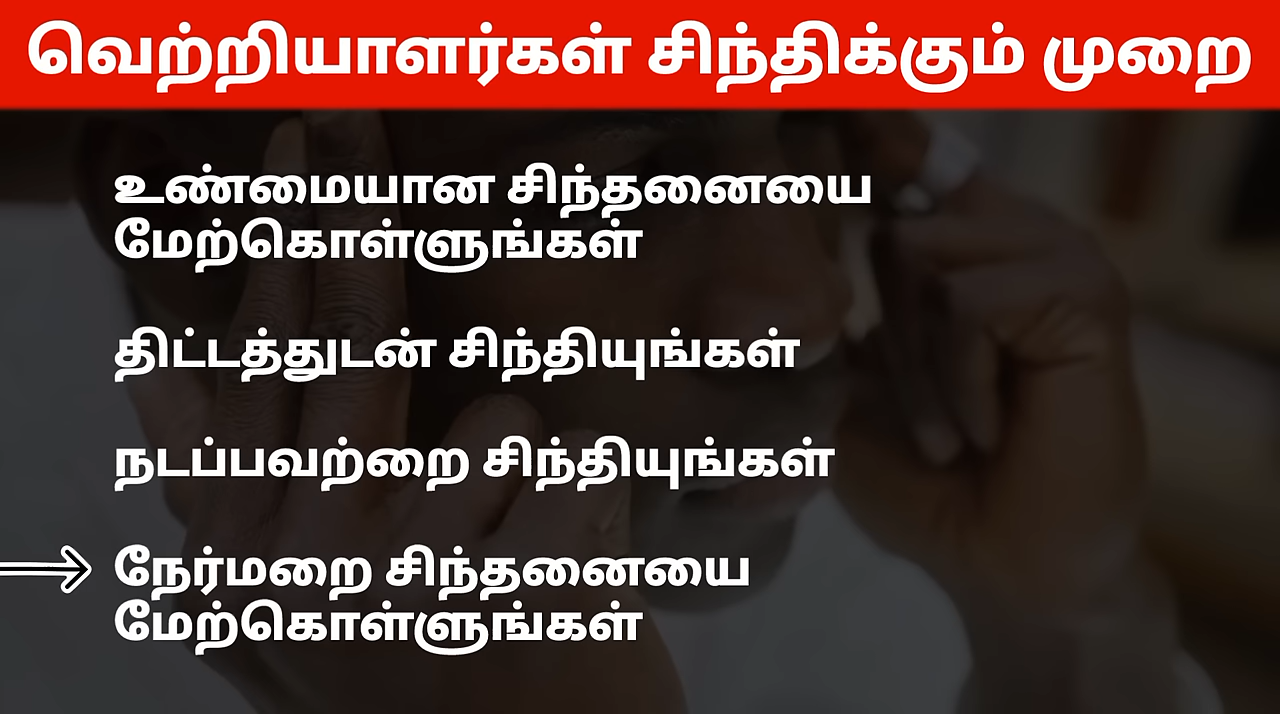 வெற்றியாளர்கள் சிந்திக்கும் முறை
உண்மையான சிந்தனையை
மேற்கொள்ளுங்கள்
திட்டத்துடன் சிந்தியுங்கள்
நடப்பவற்றை சிந்தியுங்கள்
நேர்மறை சிந்தனையை
மேற்கொள்ளுங்கள்